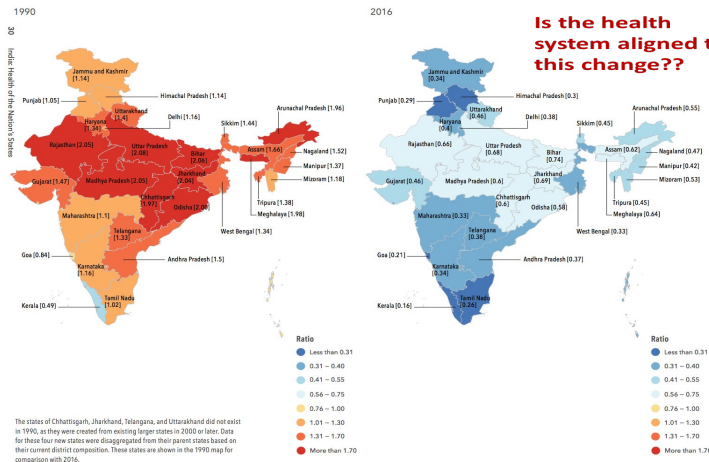 1990
2016
Is the health
system aligned t
this change??
30 India: Health of the Nation's States
Jammu and Kashmir
[1.14]
Himachal Pradesh [1.14]
Punjab [1.05]
Uttarakhand
[1.4]
Haryana
[1.34]
Delhi [1.16]
Arunachal Pradesh [1.96]
Sikkim [1.44]
Rajasthan [2.05]
Uttar Pradesh
[2.08]
Bihar
[2.06]
Assam [1.66]
Nagaland [1.52]
Manipur [1.37]
Mizoram [1.18]
Gujarat [1.47]
Madhya Pradesh [2.05]
Jharkhand
[2.04]
Chhattisgarh
[1.97]
Odisha [2.00]
Tripura [1.38]
Meghalaya [1.98]
West Bengal [1.34]
Maharashtra [1.1]
Telangana
[1.33]
Goa [0.84]
Andhra Pradesh [1.5]
Karnataka
[1.16]
Kerala [0.49]
Tamil Nadu
[1.02]
Ratio
Less than 0.31
0.31 – 0.40
0.41 – 0.55
0.56 – 0.75
0.76 – 1.00
1.01 – 1.30
1.31 – 1.70
More than 1.70
The states of Chhattisgarh, Jharkhand, Telangana, and Uttarakhand did not exist
in 1990, as they were created from existing larger states in 2000 or later. Data
for these four new states were disaggregated from their parent states based on
their current district composition. These states are shown in the 1990 map for
comparison with 2016.
Jammu and Kashmir
[0.34]
Himachal Pradesh [0.3]
Punjab [0.29]
Uttarakhand
[0.46]
Haryana
[0.4]
Delhi [0.38]
Arunachal Pradesh [0.55]
Sikkim [0.45]
Rajasthan [0.66]
Uttar Pradesh
[0.68]
Bihar
[0.74]
Assam [0.62]
Nagaland [0.47]
Manipur [0.42]
Mizoram [0.53]
Gujarat [0.46]
Madhya Pradesh [0.6]
Jharkhand
[0.69]
Chhattisgarh
[0.6]
Odisha [0.58]
Tripura [0.45]
Meghalaya [0.64]
West Bengal [0.33]
Maharashtra [0.33]
Telangana
[0.38]
Goa [0.21]
Andhra Pradesh [0.37]
Karnataka
[0.34]
Kerala [0.16]
Tamil Nadu
[0.26]
Ratio
Less than 0.31
0.31 – 0.40
0.41 – 0.55
0.56 – 0.75
0.76 – 1.00
1.01 – 1.30
1.31 – 1.70
More than 1.70